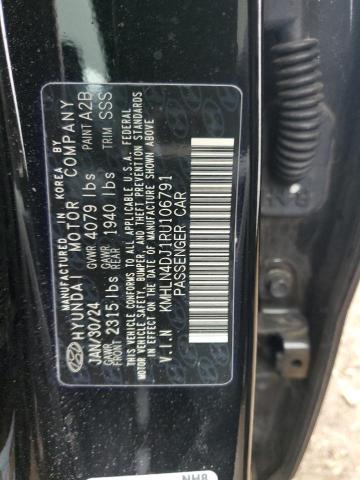 MANUFACTURED IN KOREA BY
HYUNDAI MOTOR COMPANY
JAN/30/24 GVWR 4079 lbs PAINT A2B
GAWR FRONT 2315 lbs GAWR REAR 1940 lbs TRIM SSS
THIS VEHICLE CONFORMS TO ALL APPLICABLE U.S.A. FEDERAL
MOTOR VEHICLE SAFETY, BUMPER, AND THEFT PREVENTION STANDARDS
IN EFFECT ON THE DATE OF MANUFACTURE SHOWN ABOVE.
V.I.N KMHLN4DJ1RU106791
PASSENGER CAR
NH8